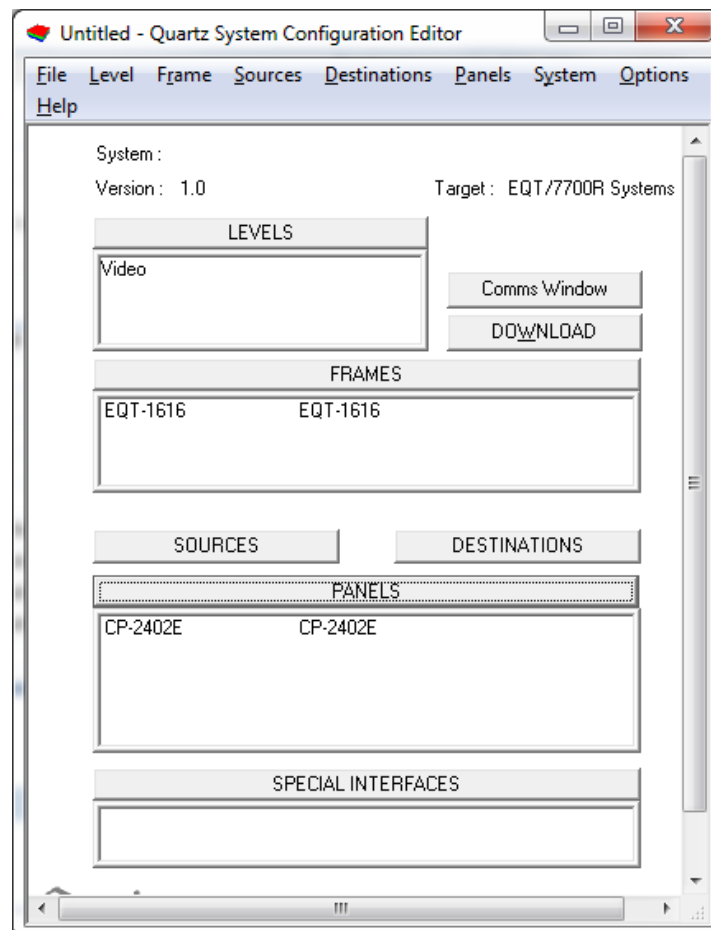 Untitled - Quartz System Configuration Editor
File Level Frame Sources Destinations Panels System Options
Help
System :
Version : 1.0 Target : EQT/7700R Systems
LEVELS
Video
Comms Window
DOWNLOAD
FRAMES
EQT-1616 EQT-1616
SOURCES DESTINATIONS
PANELS
CP-2402E CP-2402E
SPECIAL INTERFACES